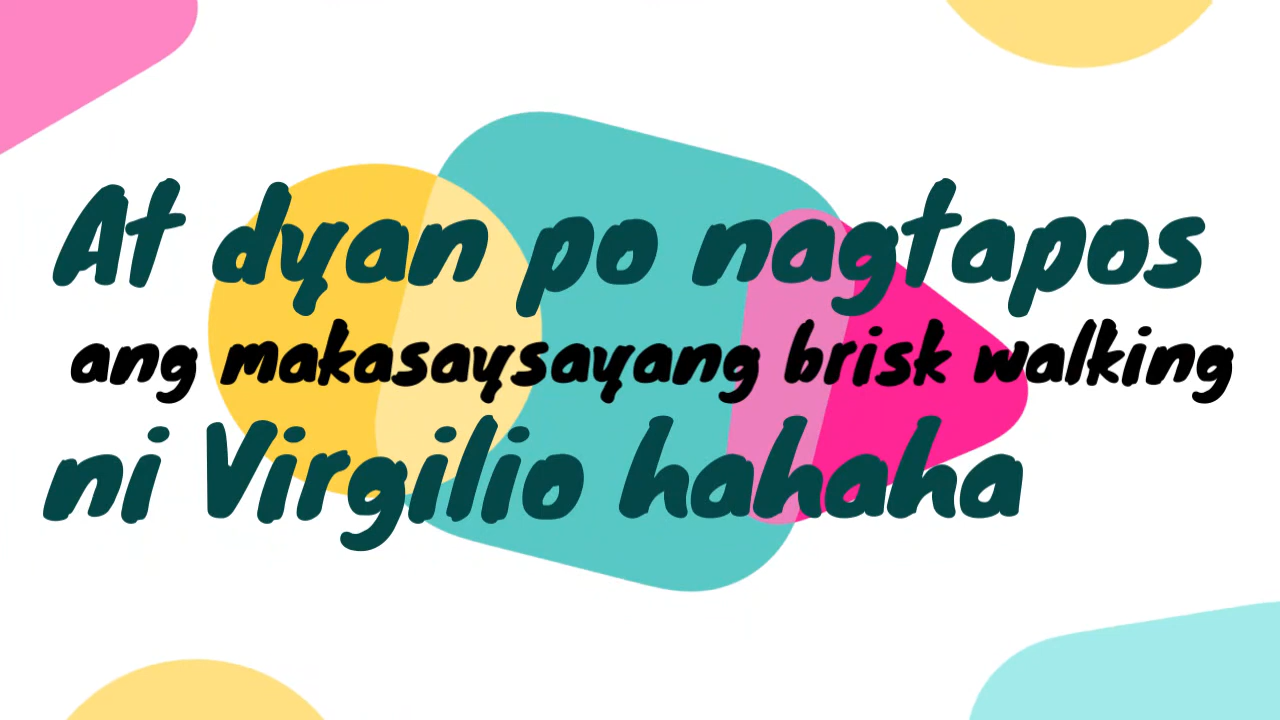 At dyan po nagtapos
ang makasaysayang brisk walking
ni Virgilio hahaha